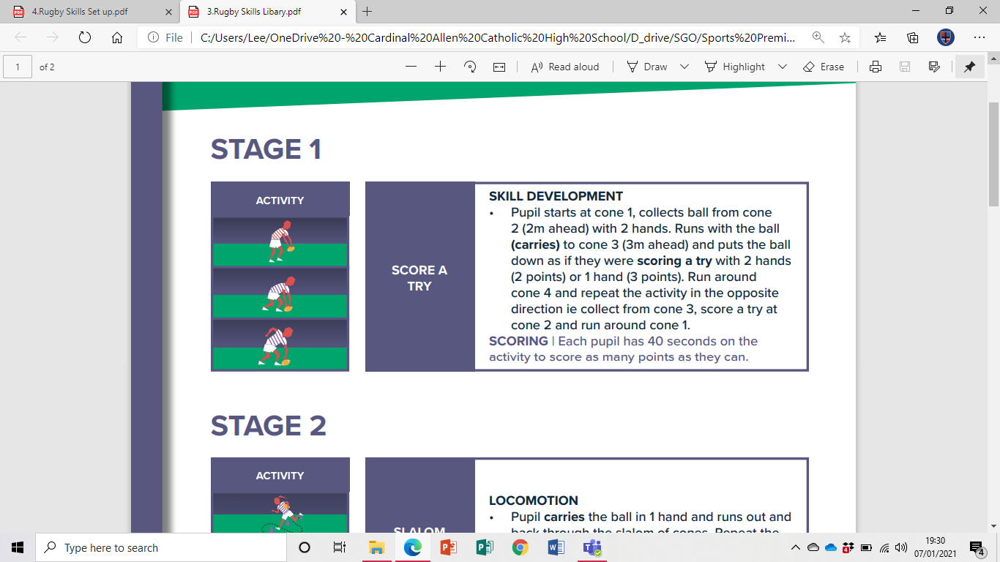 4.Rugby Skills Set up.pdf
3.Rugby Skills Libary.pdf
File
C:/Users/Lee/OneDrive%20-%20Cardinal%20Allen%20Catholic%20High%20School/D_drive/SGO/Sports%20Premi...
1
of 2
Read aloud
Draw
Highlight
Erase
STAGE 1
ACTIVITY
SCORE A
TRY
SKILL DEVELOPMENT
• Pupil starts at cone 1, collects ball from cone
2 (2m ahead) with 2 hands. Runs with the ball
(carries) to cone 3 (3m ahead) and puts the ball
down as if they were scoring a try with 2 hands
(2 points) or 1 hand (3 points). Run around
cone 4 and repeat the activity in the opposite
direction ie collect from cone 3, score a try at
cone 2 and run around cone 1.
SCORING | Each pupil has 40 seconds on the
activity to score as many points as they can.
STAGE 2
ACTIVITY
SLALOM
LOCOMOTION
• Pupil carries the ball in 1 hand and runs out and
back through the slalom of cones. Repeat the
Type here to search
19:30
07/01/2021
4